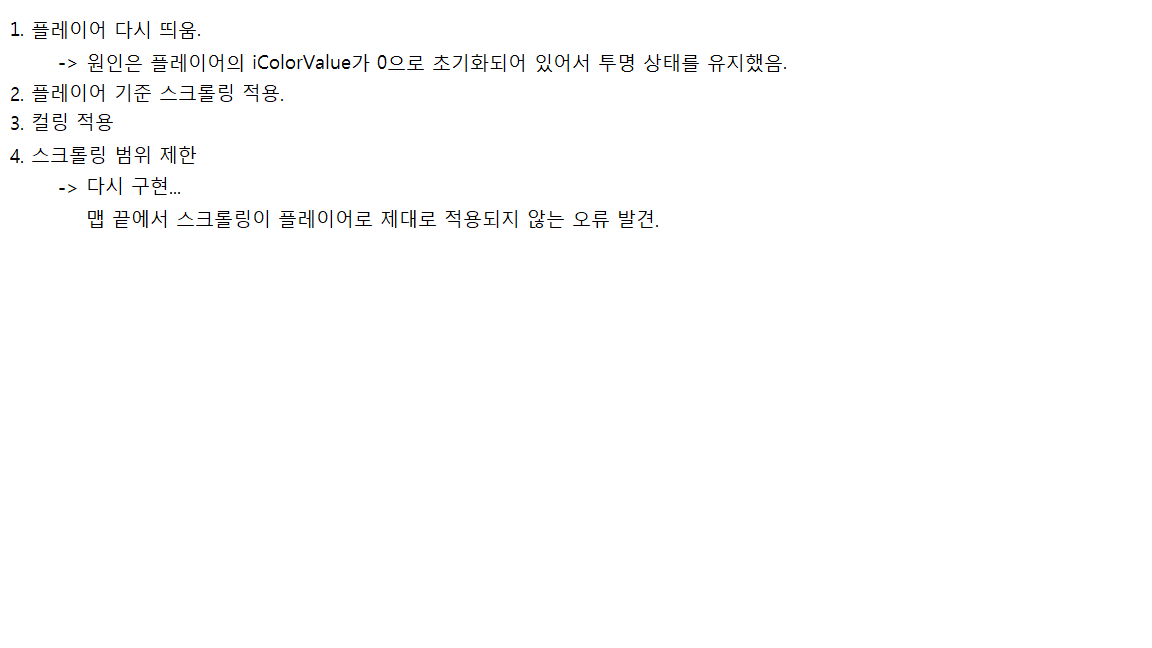 1. 플레이어 다시 띄움.
-> 원인은 플레이어의 iColorValue가 0으로 초기화되어 있어서 투명 상태를 유지했음.
2. 플레이어 기준 스크롤링 적용.
3. 컬링 적용
4. 스크롤링 범위 제한
-> 다시 구현...
맵 끝에서 스크롤링이 플레이어로 제대로 적용되지 않는 오류 발견.